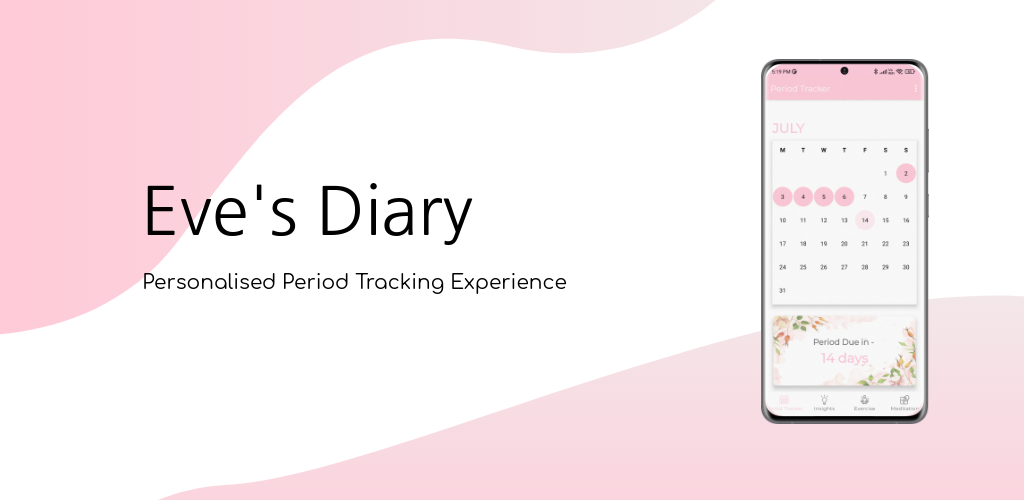 Eve's Diary
Personalised Period Tracking Experience
5:19 PM
Period Tracker
JULY
M T W T F S S
1 2
3 4 5 6 7 8 9
10 11 12 13 14 15 16
17 18 19 20 21 22 23
24 25 26 27 28 29 30
31
Period Due in -
14 days
Insights Exercise Meditation